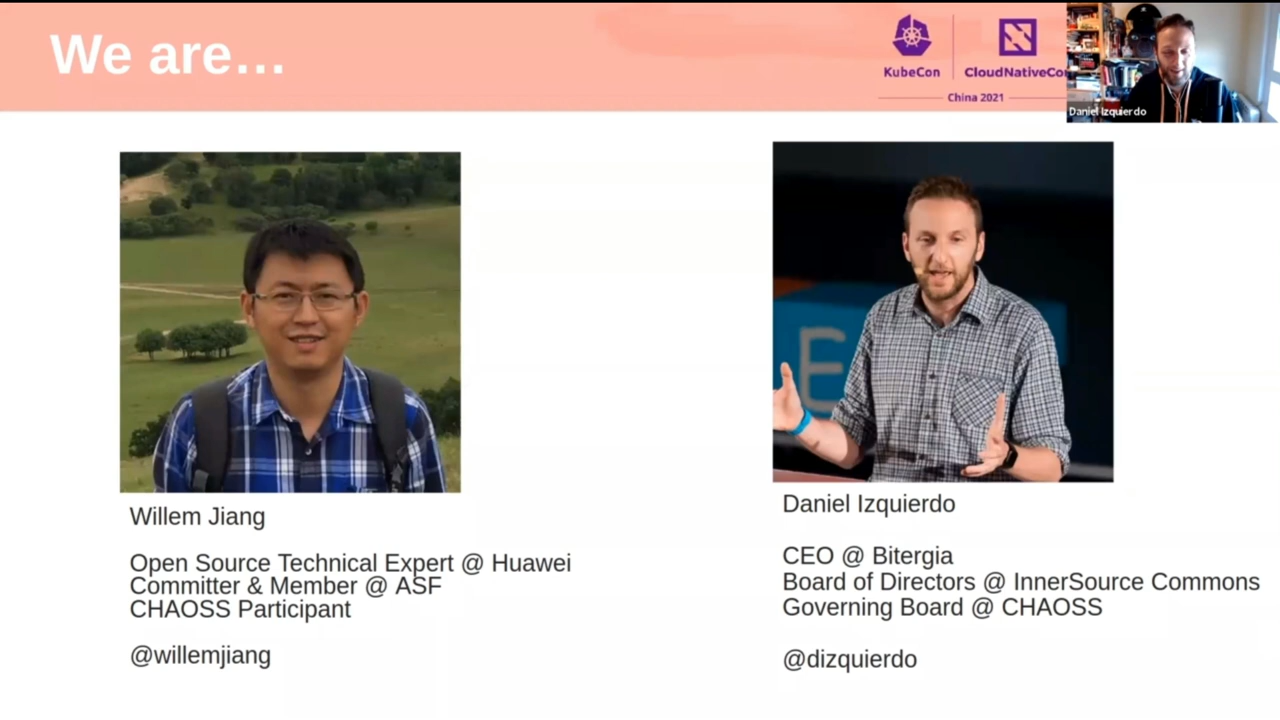 We are...
KubeCon
CloudNativeCo
China 2021
Daniel Izquierdo
E
Willem Jiang
Open Source Technical Expert @ Huawei
Committer & Member @ ASF
CHAOSS Participant
@willemjiang
Daniel Izquierdo
CEO @ Bitergia
Board of Directors @ InnerSource Commons
Governing Board @ CHAOSS
@dizquierdo